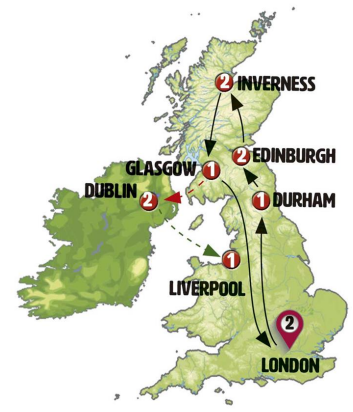 2 INVERNESS
2 EDINBURGH
GLASGOW 1
DUBLIN
2
1 DURHAM
1
LIVERPOOL
2
LONDON